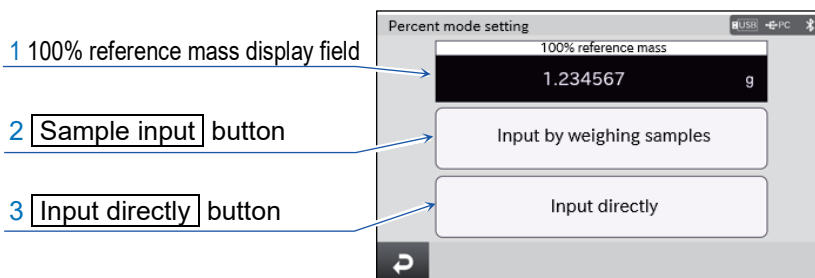 1 100% reference mass display field
2 Sample input button
3 Input directly button
Percent mode setting
USB PC
100% reference mass
1.234567 g
Input by weighing samples
Input directly